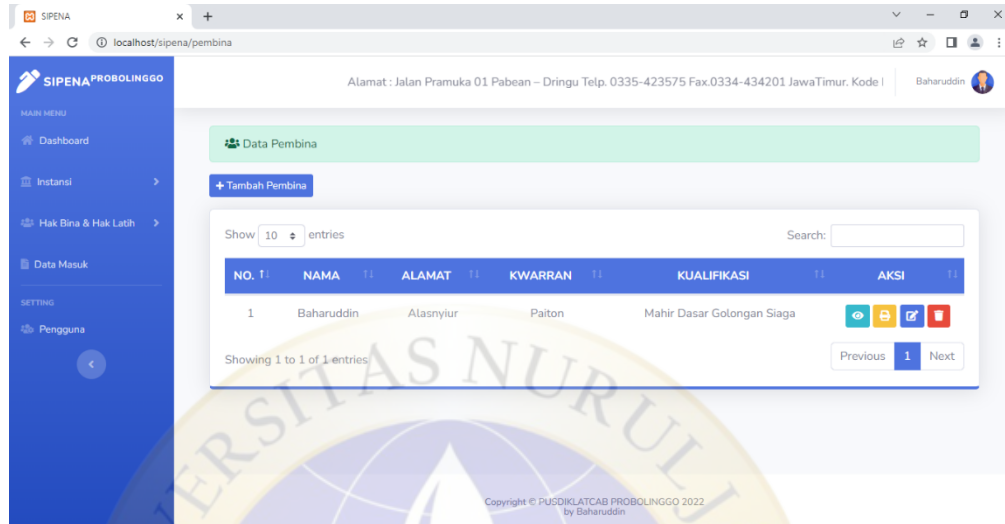 SIPENA
localhost/sipena/pembina
SIPENA PROBOLINGGO
Alamat : Jalan Pramuka 01 Pabean – Dringu Telp. 0335-423575 Fax.0334-434201 JawaTimur. Kode
Baharuddin
MAIN MENU
Dashboard
Instansi
Hak Bina & Hak Latih
Data Masuk
SETTING
Pengguna
Data Pembina
+ Tambah Pembina
Show 10 entries
Search:
NO. NAMA ALAMAT KWARRAN KUALIFIKASI AKSI
1 Baharuddin Alasnyiur Paiton Mahir Dasar Golongan Siaga
Showing 1 to 1 of 1 entries
Previous 1 Next
Copyright © PUSDIKLATCAB PROBOLINGGO 2022
by Baharuddin
ERSITAS NURUL